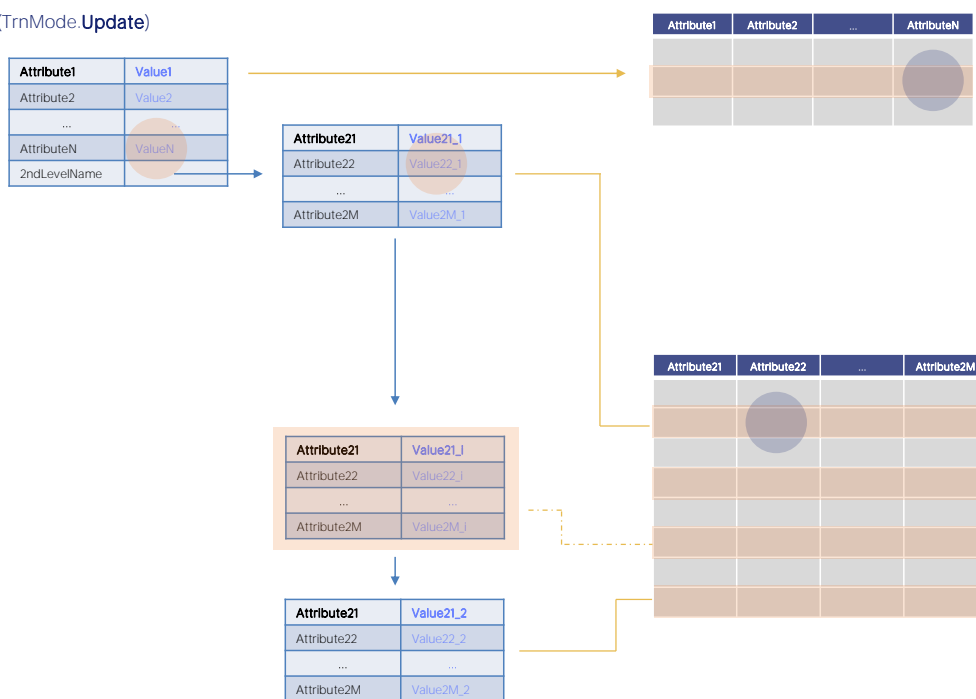 (TrnMode.Update)
Attribute1 Attribute2 ... AttributeN
Attribute1 Value1
Attribute2 Value2
... ...
AttributeN ValueN
2ndLevelName
Attribute21 Value21_1
Attribute22 Value22_1
... ...
Attribute2M Value2M_1
Attribute21 Attribute22 ... Attribute2M
Attribute21 Value21_i
Attribute22 Value22_i
... ...
Attribute2M Value2M_i
Attribute21 Value21_2
Attribute22 Value22_2
... ...
Attribute2M Value2M_2